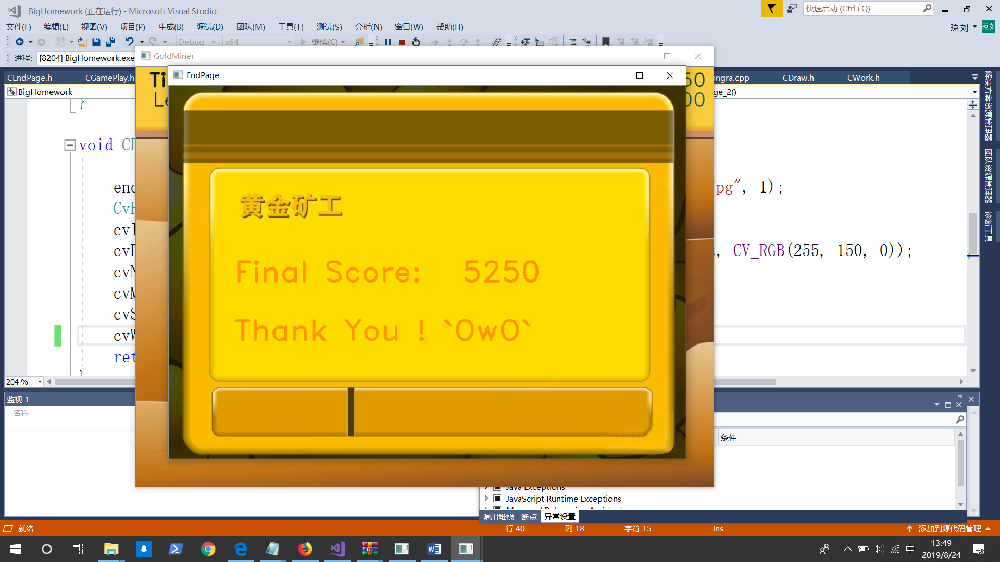 BigHomework (正在运行) - Microsoft Visual Studio
快速启动 (Ctrl+Q)
文件(F) 编辑(E) 视图(V) 项目(P) 生成(B) 调试(D) 团队(M) 工具(T) 测试(S) 分析(N) 窗口(W) 帮助(H)
琼 刘
琼刘
Debug x64 继续(C)
进程: [8204] BigHomework.exe
GoldMiner
CEndPage.h CGamePlay.h
ongra.cpp CDraw.h CWork.h
EndPage
BigHomework
ge_2()
Ti 50
Le 00
}
void CE
end jpg", 1);
CvF
cvI
cvP , CV_RGB(255, 150, 0));
cvN
cvM
cvS
cvW
ret
}
黄金矿工
Final Score: 5250
Thank You ! `OwO`
解决方案资源管理器
团队资源管理器
诊断工具
204 %
监视 1
名称
条件
Java Exceptions
JavaScript Runtime Exceptions
Managed Debugging Assistants
调用堆栈 断点 异常设置
就绪 行 40 列 18 字符 15 Ins 添加到源代码管理
中
13:49
2019/8/24